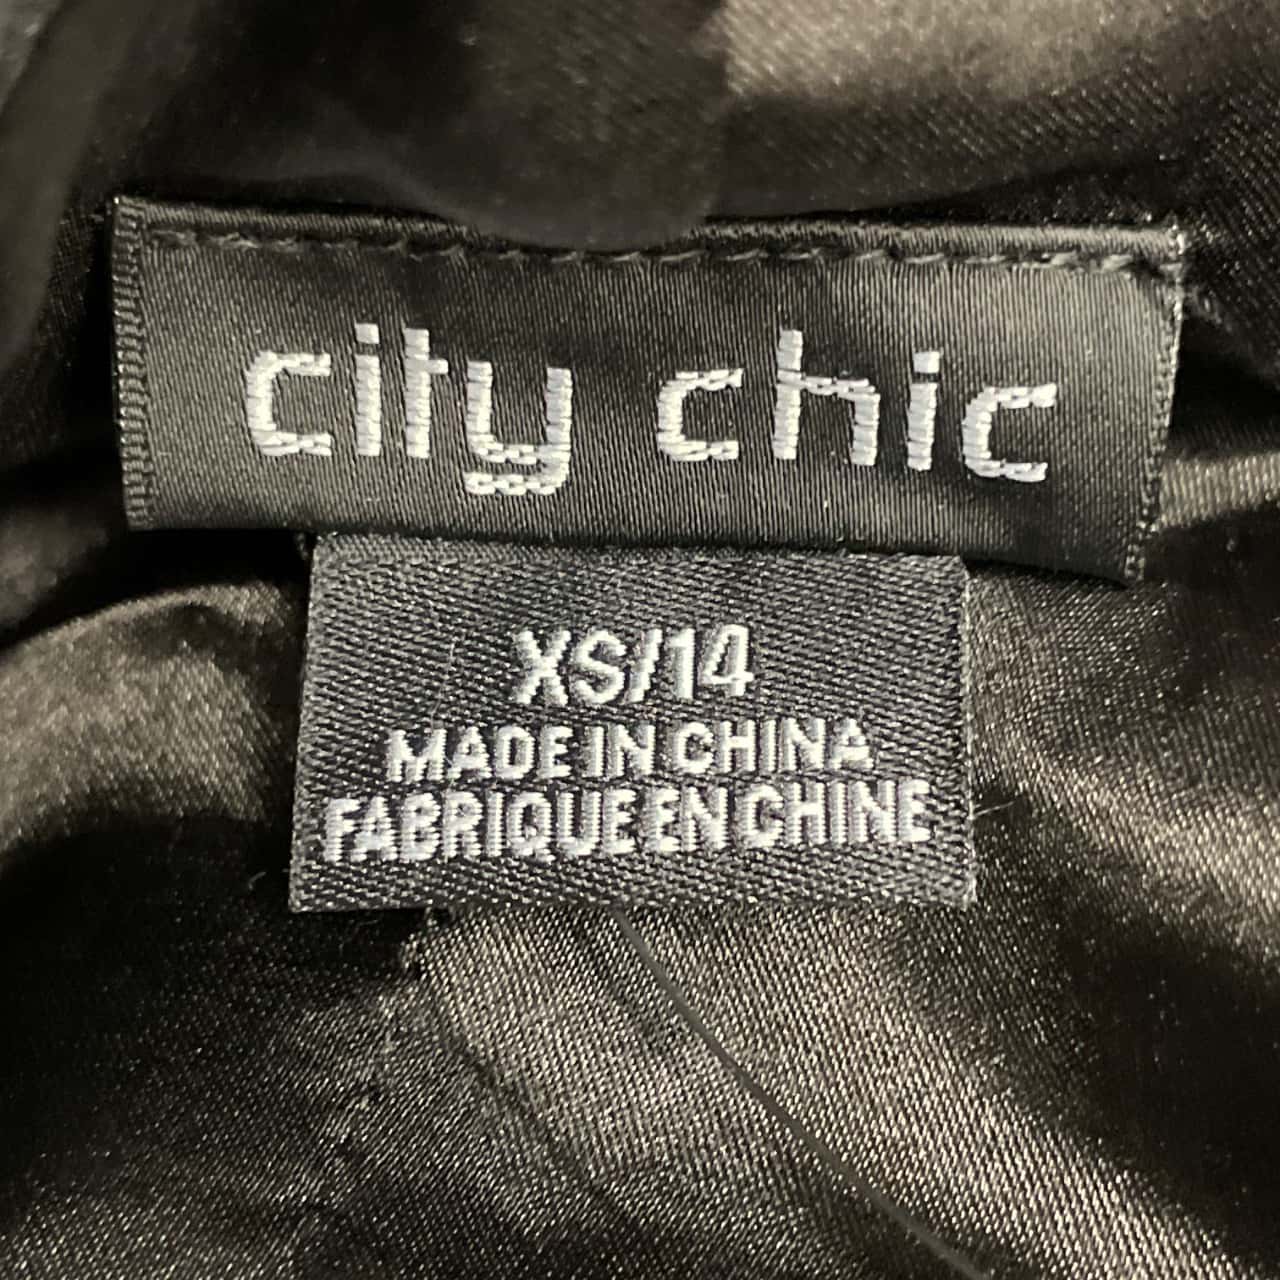 city chic
XS/14
MADE IN CHINA
FABRIQUE EN CHINE